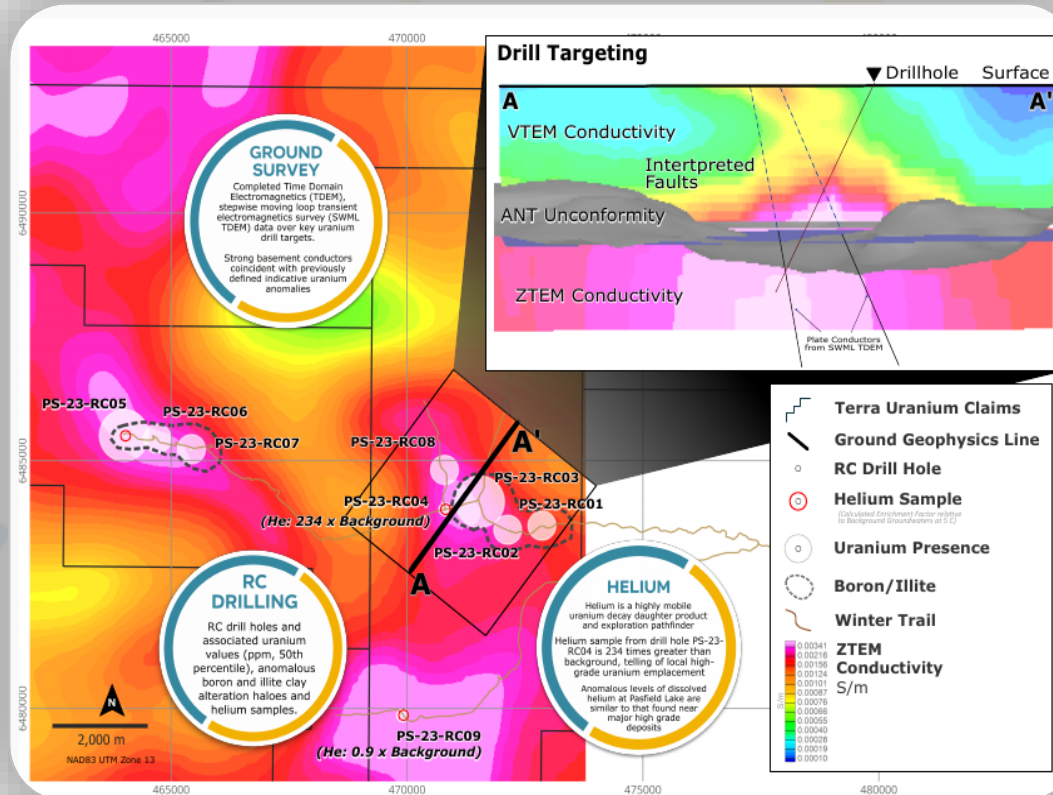 465000
470000
Drill Targeting
Drillhole
Surface
A
A'
VTEM Conductivity
Intertpreted
Faults
ANT Unconformity
ZTEM Conductivity
Plate Conductors
from SWML TDEM
6490000
GROUND
SURVEY
Completed Time Domain
Electromagnetics (TDEM),
stepwise moving loop transient
electromagnetics survey (SWML
TDEM) data over key uranium
drill targets.
Strong basement conductors
coincident with previously
defined indicative uranium
anomalies
PS-23-RC05
PS-23-RC06
PS-23-RC07
PS-23-RC08
A'
PS-23-RC03
PS-23-RC04
(He: 234 x Background)
PS-23-RC01
PS-23-RC02
A
6485000
RC
DRILLING
RC drill holes and
associated uranium
values (ppm, 50th
percentile), anomalous
boron and illite clay
alteration haloes and
helium samples.
HELIUM
Helium is a highly mobile
uranium decay daughter product
and exploration pathfinder
Helium sample from drill hole PS-23-
RC04 is 234 times greater than
background, telling of local high-
grade uranium emplacement
Anomalous levels of dissolved
helium at Pasfield Lake are
similar to that found near
major high grade
deposits
6480000
PS-23-RC09
(He: 0.9 x Background)
N
2,000 m
NAD83 UTM Zone 13
Terra Uranium Claims
Ground Geophysics Line
RC Drill Hole
Helium Sample
(Calculated Enrichment Factor relative
to Background Groundwaters at 5 C)
Uranium Presence
Boron/Illite
Winter Trail
ZTEM
Conductivity
S/m
S/m
0.00341
0.00216
0.00156
0.00124
0.00101
0.00087
0.00076
0.00066
0.00055
0.00040
0.00028
0.00019
0.00010
465000
470000
475000
480000